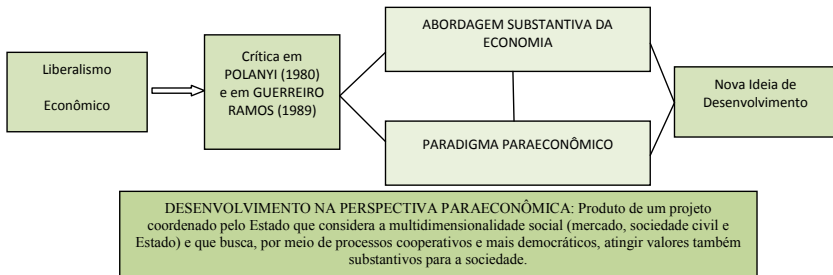 Liberalismo
Econômico
Crítica em
POLANYI (1980)
e em GUERREIRO
RAMOS (1989)
ABORDAGEM SUBSTANTIVA DA
ECONOMIA
PARADIGMA PARAECONÔMICO
Nova Ideia de
Desenvolvimento
DESENVOLVIMENTO NA PERSPECTIVA PARAECONÔMICA: Produto de um projeto
coordenado pelo Estado que considera a multidimensionalidade social (mercado, sociedade civil e
Estado) e que busca, por meio de processos cooperativos e mais democráticos, atingir valores também
substantivos para a sociedade.